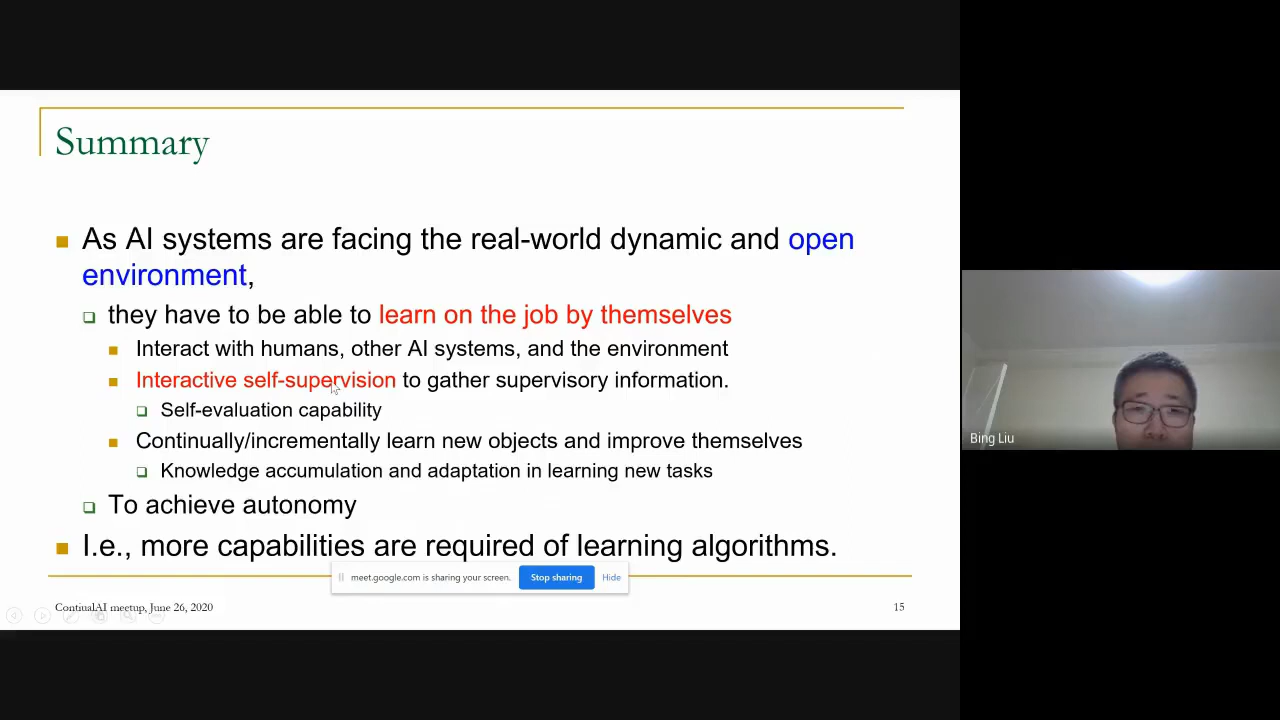 Summary
As AI systems are facing the real-world dynamic and open
environment,
they have to be able to learn on the job by themselves
Interact with humans, other AI systems, and the environment
Interactive self-supervision to gather supervisory information.
Self-evaluation capability
Continually/incrementally learn new objects and improve themselves
Knowledge accumulation and adaptation in learning new tasks
To achieve autonomy
I.e., more capabilities are required of learning algorithms.
meet.google.com is sharing your screen. Stop sharing Hide
ContiualAI meetup, June 26, 2020
15
Bing Liu